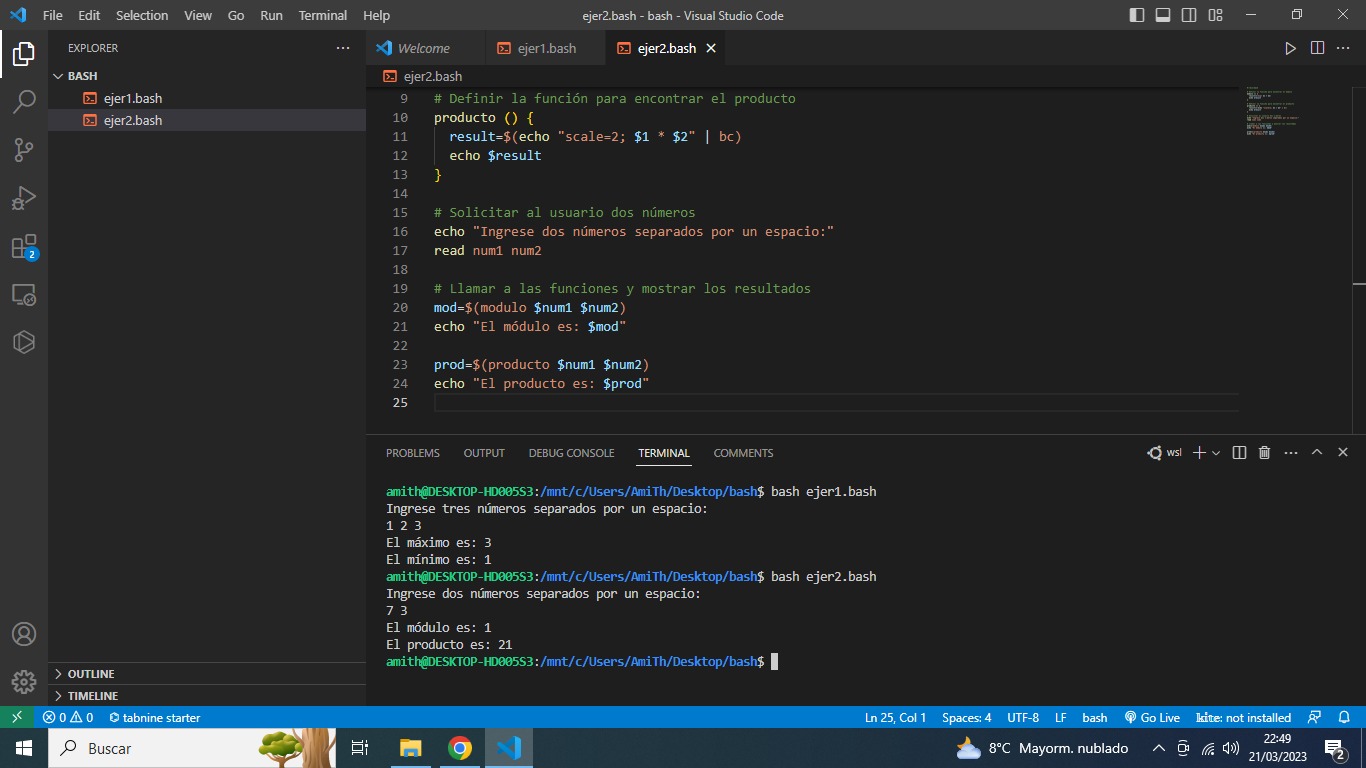 File Edit Selection View Go Run Terminal Help ejer2.bash - bash - Visual Studio Code
EXPLORER
BASH
ejer1.bash
ejer2.bash
OUTLINE
TIMELINE
2
Welcome ejer1.bash ejer2.bash
ejer2.bash
9 # Definir la función para encontrar el producto
10 producto () {
11 result=$(echo "scale=2; $1 * $2" | bc)
12 echo $result
13 }
14
15 # Solicitar al usuario dos números
16 echo "Ingrese dos números separados por un espacio:"
17 read num1 num2
18
19 # Llamar a las funciones y mostrar los resultados
20 mod=$(modulo $num1 $num2)
21 echo "El módulo es: $mod"
22
23 prod=$(producto $num1 $num2)
24 echo "El producto es: $prod"
25
PROBLEMS OUTPUT DEBUG CONSOLE TERMINAL COMMENTS wsl
amith@DESKTOP-HD005S3:/mnt/c/Users/AmiTh/Desktop/bash$ bash ejer1.bash
Ingrese tres números separados por un espacio:
1 2 3
El máximo es: 3
El mínimo es: 1
amith@DESKTOP-HD005S3:/mnt/c/Users/AmiTh/Desktop/bash$ bash ejer2.bash
Ingrese dos números separados por un espacio:
7 3
El módulo es: 1
El producto es: 21
amith@DESKTOP-HD005S3:/mnt/c/Users/AmiTh/Desktop/bash$
0 0 tabnine starter Ln 25, Col 1 Spaces: 4 UTF-8 LF bash Go Live kite: not installed
Buscar 8°C Mayorm. nublado 22:49
21/03/2023 2